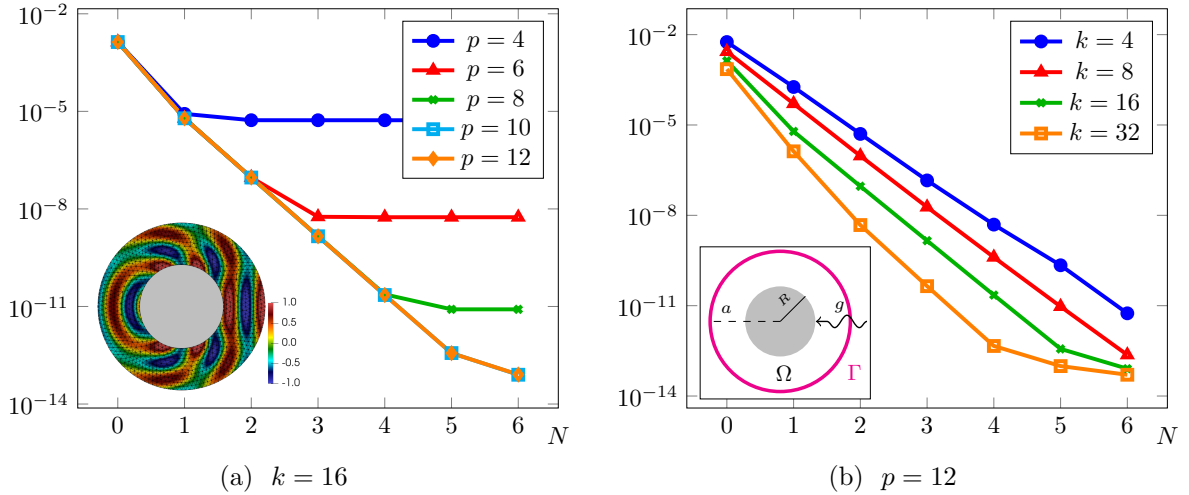 10⁻²
10⁻⁵
10⁻⁸
10⁻¹¹
10⁻¹⁴
0 1 2 3 4 5 6 N
p = 4
p = 6
p = 8
p = 10
p = 12
1.0
0.5
0.0
-0.5
-1.0
(a) k = 16
10⁻²
10⁻⁵
10⁻⁸
10⁻¹¹
10⁻¹⁴
0 1 2 3 4 5 6 N
k = 4
k = 8
k = 16
k = 32
a R g
Ω Γ
(b) p = 12